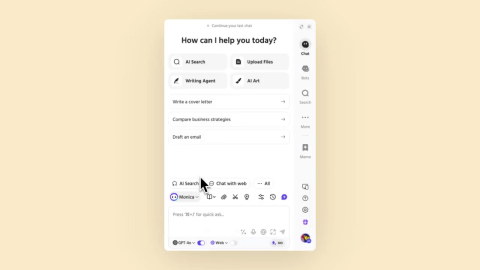 Continue your last chat
How can I help you today?
AI Search
Upload Files
Writing Agent
AI Art
Write a cover letter
Compare business strategies
Draft an email
AI Search
Chat with web
All
Monica
Press '⌘+/' for quick ask..
GPT-4o
Web
Chat
Bots
Search
More
Memo